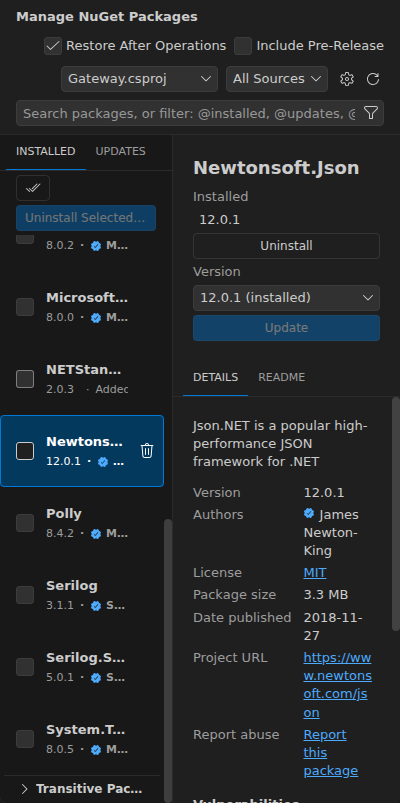 Manage NuGet Packages
Restore After Operations
Include Pre-Release
Gateway.csproj
All Sources
Search packages, or filter: @installed, @updates, @
INSTALLED
UPDATES
Uninstall Selected...
8.0.2 · M...
Microsoft...
8.0.0 · M...
NETStan...
2.0.3 · Added
Newtons...
12.0.1 · ...
Polly
8.4.2 · M...
Serilog
3.1.1 · S...
Serilog.S...
5.0.1 · S...
System.T...
8.0.5 · M...
Transitive Pac...
Newtonsoft.Json
Installed
12.0.1
Uninstall
Version
12.0.1 (installed)
Update
DETAILS
README
Json.NET is a popular high-
performance JSON
framework for .NET
Version 12.0.1
Authors James
Newton-
King
License MIT
Package size 3.3 MB
Date published 2018-11-
27
Project URL https://ww
w.newtons
oft.com/js
on
Report abuse Report
this
package
Vulnerabilities